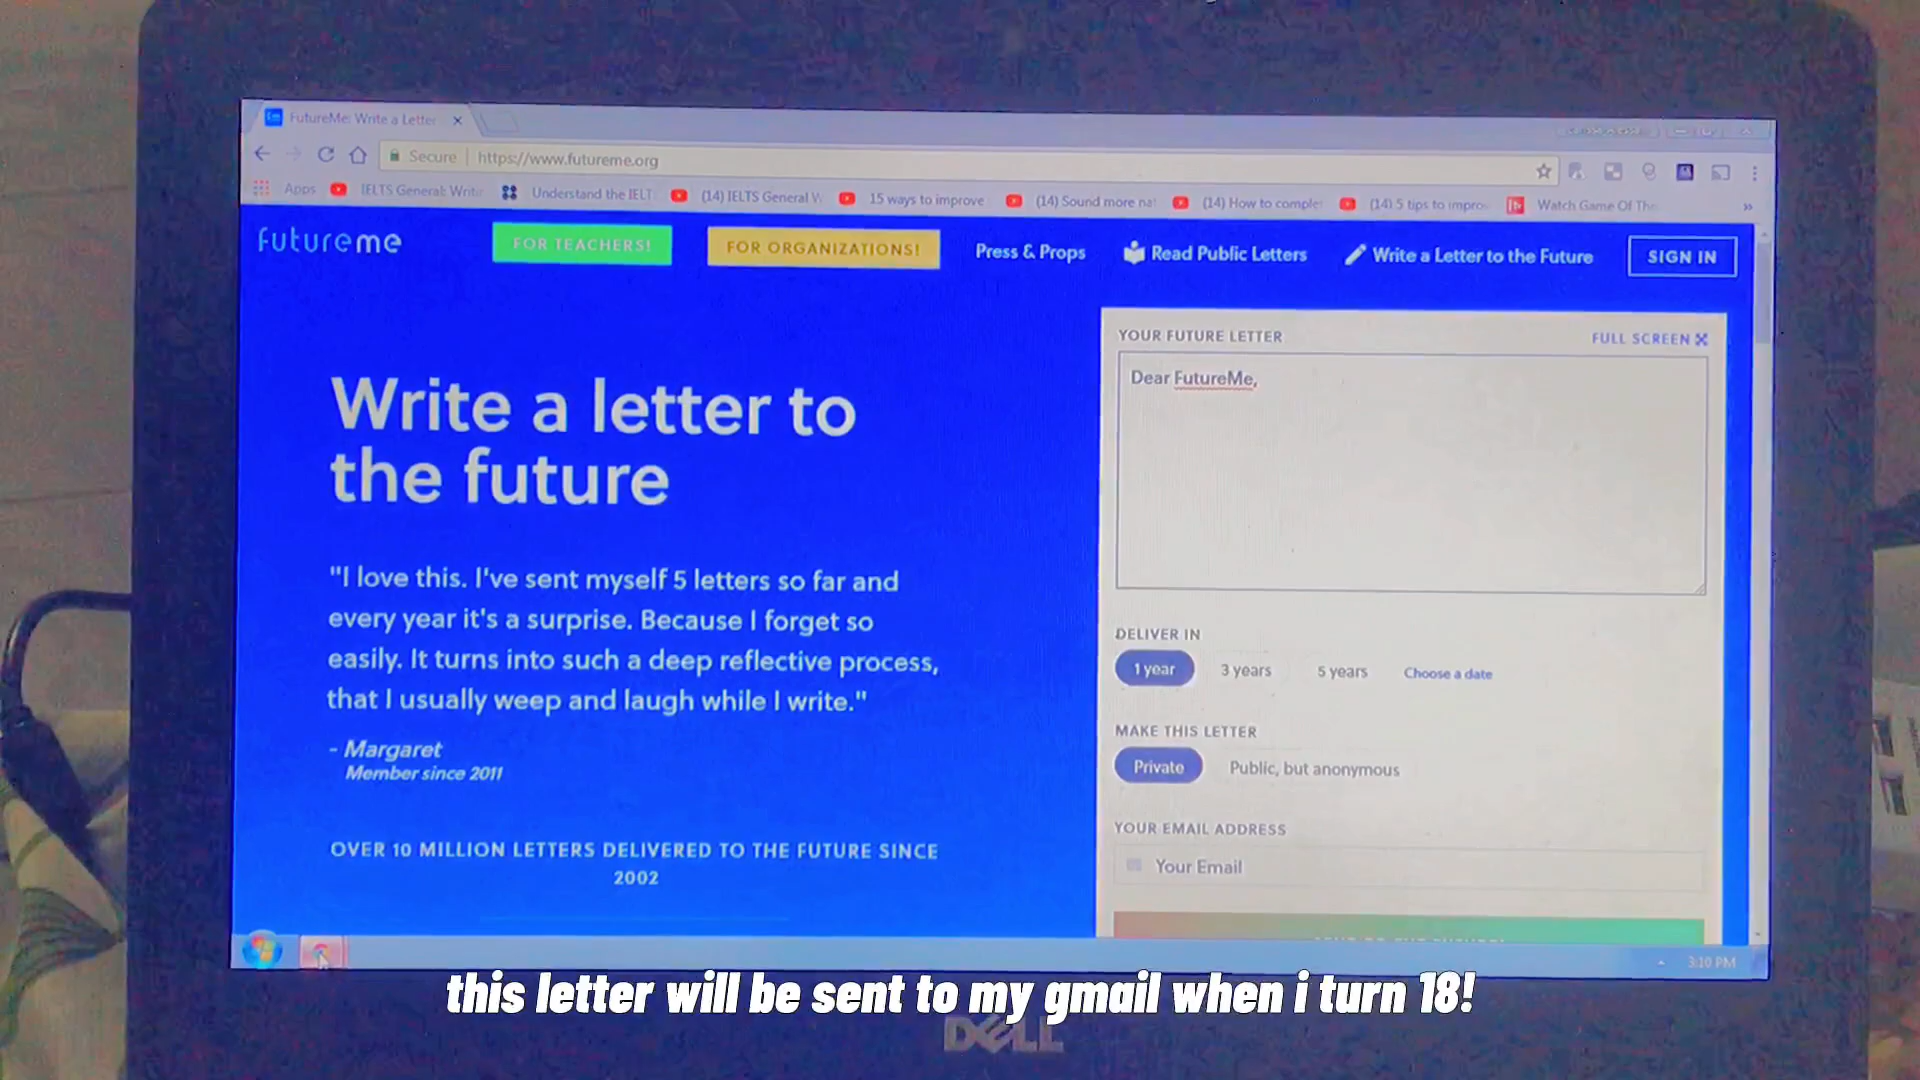 FutureMe: Write a Letter
Secure https://www.futureme.org
Apps IELTS General: Write Understand the IELT (14) IELTS General W 15 ways to improve (14) Sound more nat (14) How to complet (14) 5 tips to impro Watch Game Of The
futureme FOR TEACHERS! FOR ORGANIZATIONS! Press & Props Read Public Letters Write a Letter to the Future SIGN IN
Write a letter to
the future
"I love this. I've sent myself 5 letters so far and
every year it's a surprise. Because I forget so
easily. It turns into such a deep reflective process,
that I usually weep and laugh while I write."
- Margaret
Member since 2011
OVER 10 MILLION LETTERS DELIVERED TO THE FUTURE SINCE
2002
YOUR FUTURE LETTER FULL SCREEN
Dear FutureMe,
DELIVER IN
1 year 3 years 5 years Choose a date
MAKE THIS LETTER
Private Public, but anonymous
YOUR EMAIL ADDRESS
Your Email
3:10 PM
this letter will be sent to my gmail when i turn 18!
DELL